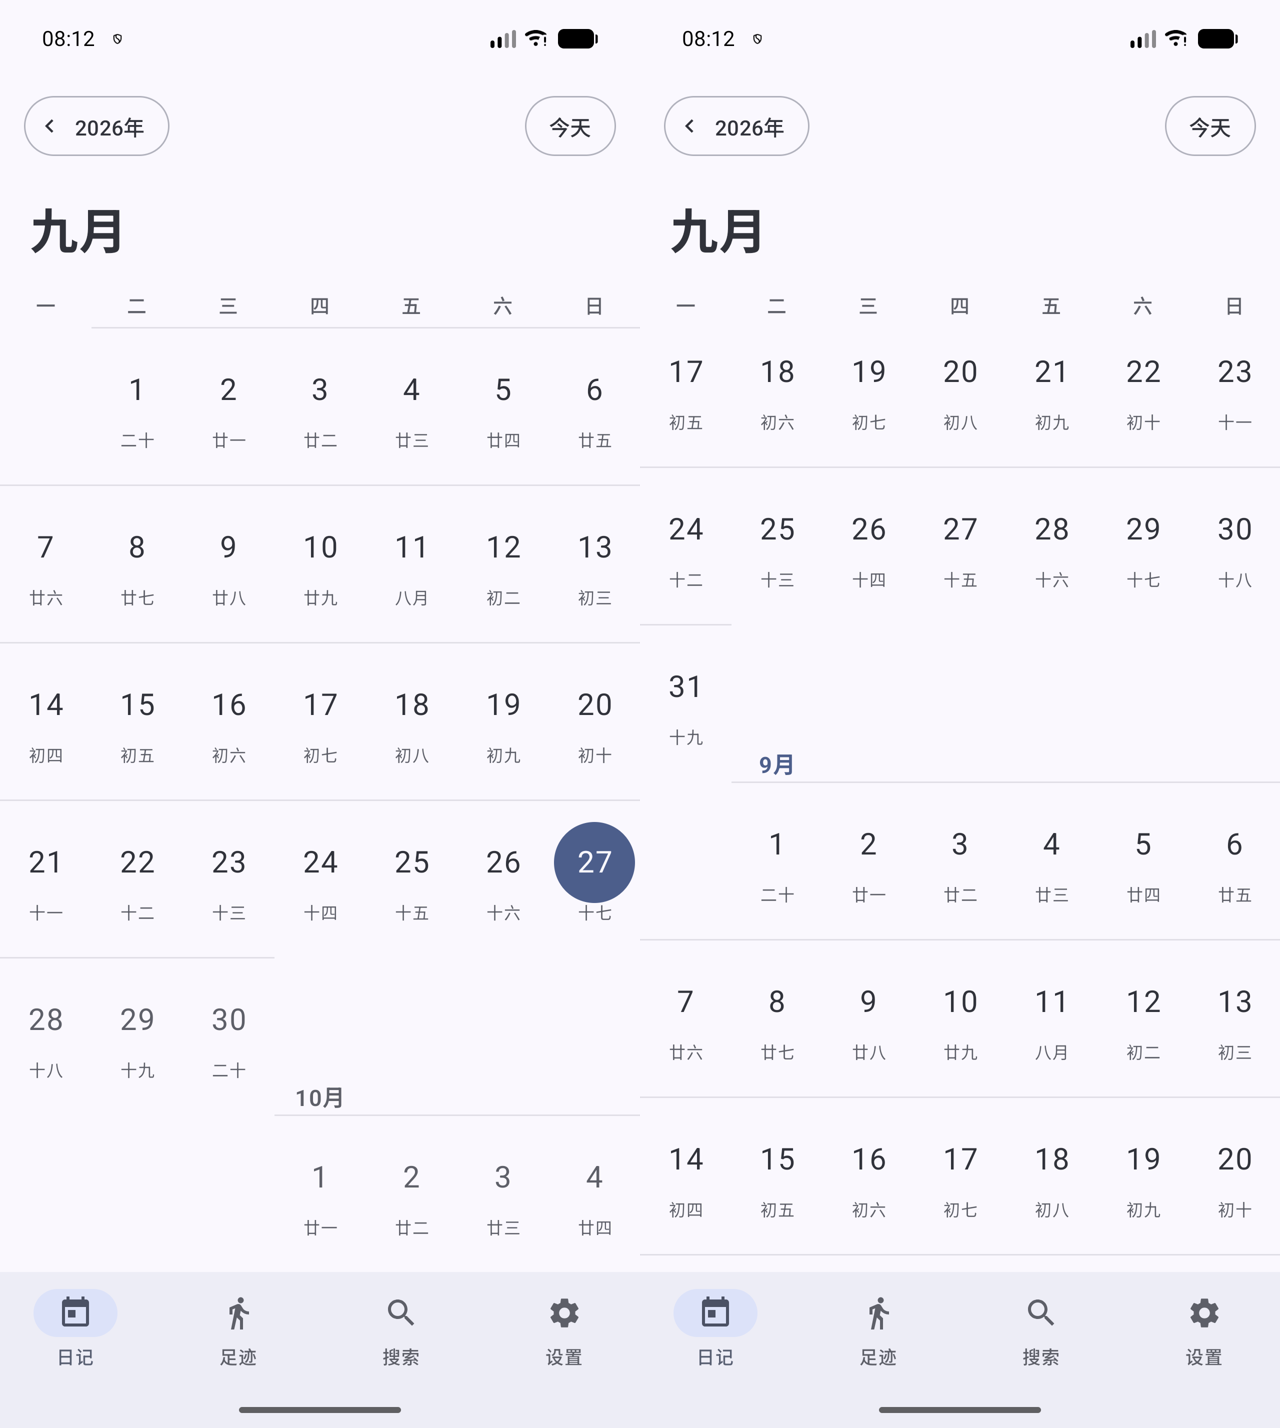 08:12
2026年
今天
九月
一 二 三 四 五 六 日
1 2 3 4 5 6
二十 廿一 廿二 廿三 廿四 廿五
7 8 9 10 11 12 13
廿六 廿七 廿八 廿九 八月 初二 初三
14 15 16 17 18 19 20
初四 初五 初六 初七 初八 初九 初十
21 22 23 24 25 26 27
十一 十二 十三 十四 十五 十六 十七
28 29 30
十八 十九 二十
10月
1 2 3 4
廿一 廿二 廿三 廿四
日记 足迹 搜索 设置
08:12
2026年
今天
九月
一 二 三 四 五 六 日
17 18 19 20 21 22 23
初五 初六 初七 初八 初九 初十 十一
24 25 26 27 28 29 30
十二 十三 十四 十五 十六 十七 十八
31
十九
9月
1 2 3 4 5 6
二十 廿一 廿二 廿三 廿四 廿五
7 8 9 10 11 12 13
廿六 廿七 廿八 廿九 八月 初二 初三
14 15 16 17 18 19 20
初四 初五 初六 初七 初八 初九 初十
日记 足迹 搜索 设置